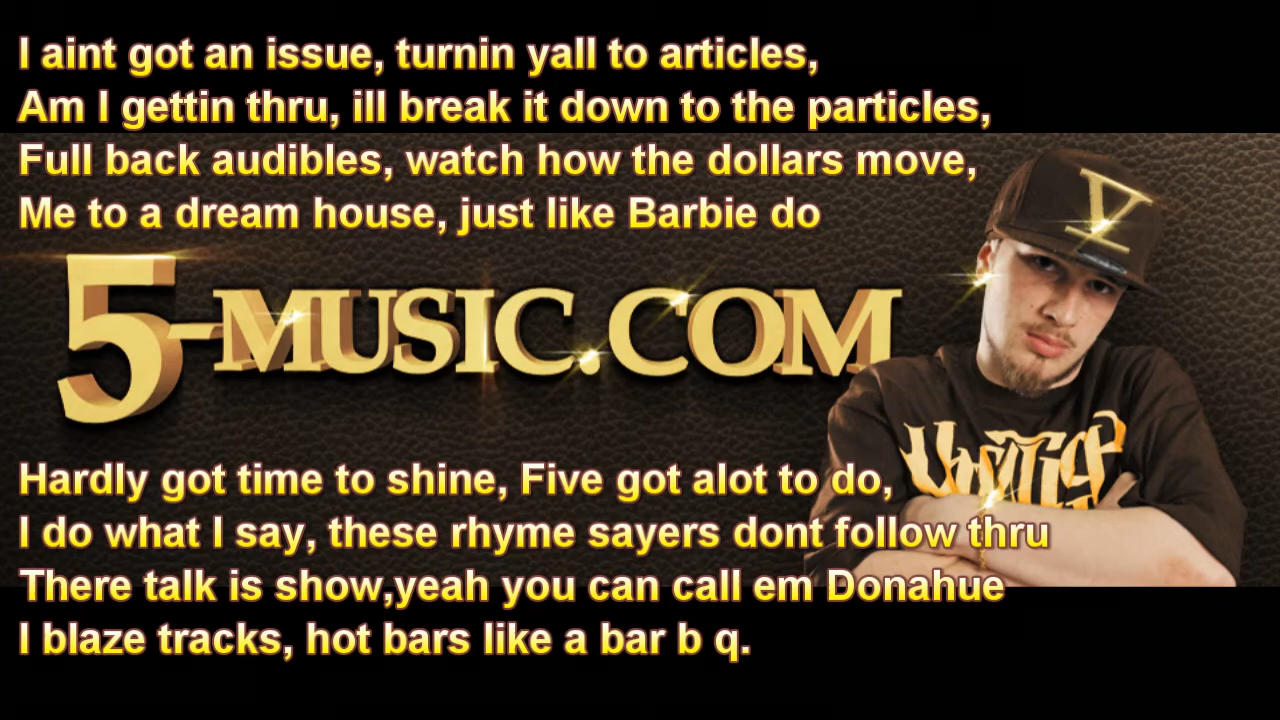 I aint got an issue, turnin yall to articles,
Am I gettin thru, ill break it down to the particles,
Full back audibles, watch how the dollars move,
Me to a dream house, just like Barbie do
V
5-MUSIC.COM
Hardly got time to shine, Five got alot to do,
I do what I say, these rhyme sayers dont follow thru
There talk is show,yeah you can call em Donahue
I blaze tracks, hot bars like a bar b q.